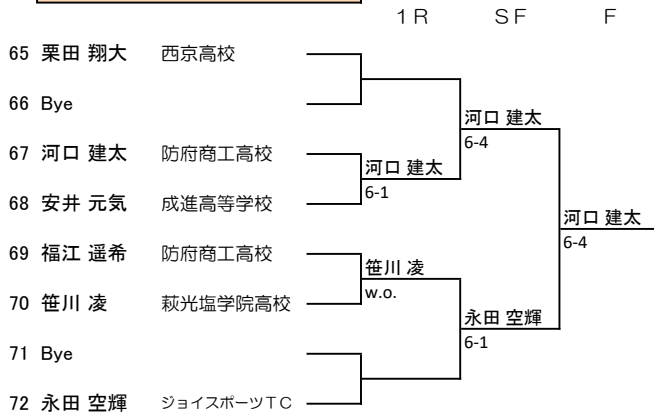 １Ｒ ＳＦ Ｆ
65 栗田 翔大 西京高校
66 Bye
河口 建太
6-4
67 河口 建太 防府商工高校
河口 建太
6-1
68 安井 元気 成進高等学校
河口 建太
6-4
69 福江 遥希 防府商工高校
笹川 凌
w.o.
70 笹川 凌 萩光塩学院高校
永田 空輝
6-1
71 Bye
72 永田 空輝 ジョイスポーツＴＣ